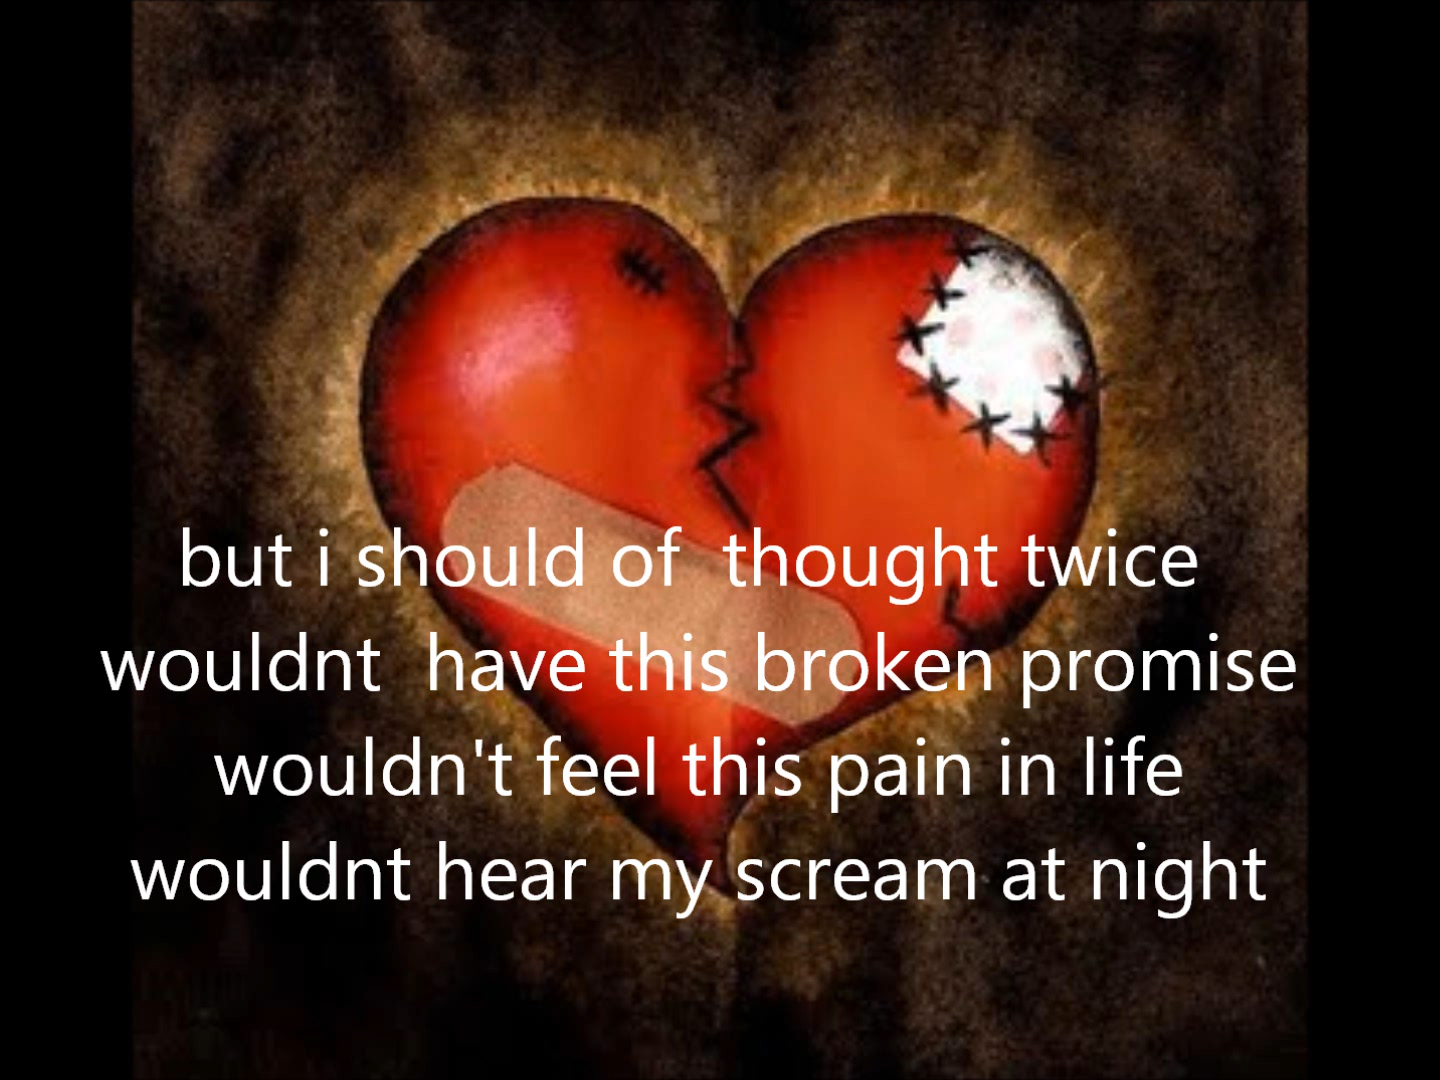 but i should of  thought twice
wouldnt  have this broken promise
wouldn't feel this pain in life
wouldnt hear my scream at night